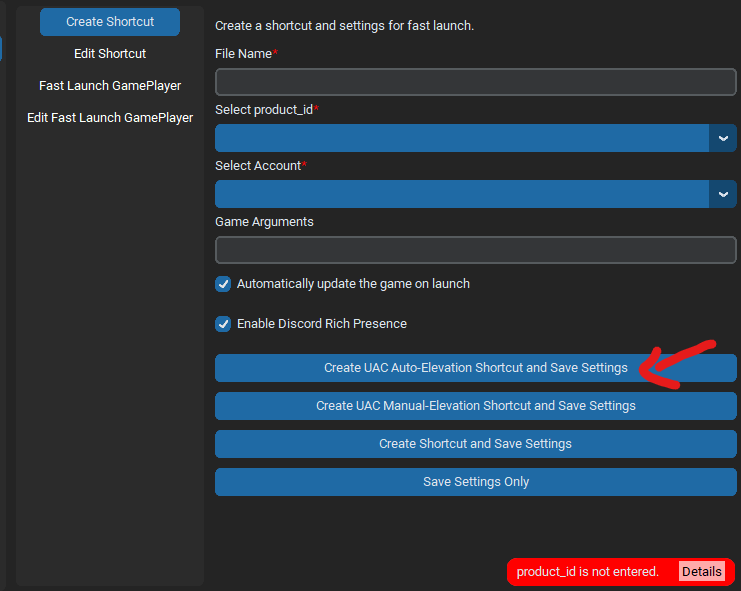 Create Shortcut
Edit Shortcut
Fast Launch GamePlayer
Edit Fast Launch GamePlayer
Create a shortcut and settings for fast launch.
File Name*
Select product_id*
Select Account*
Game Arguments
Automatically update the game on launch
Enable Discord Rich Presence
Create UAC Auto-Elevation Shortcut and Save Settings
Create UAC Manual-Elevation Shortcut and Save Settings
Create Shortcut and Save Settings
Save Settings Only
product_id is not entered. Details